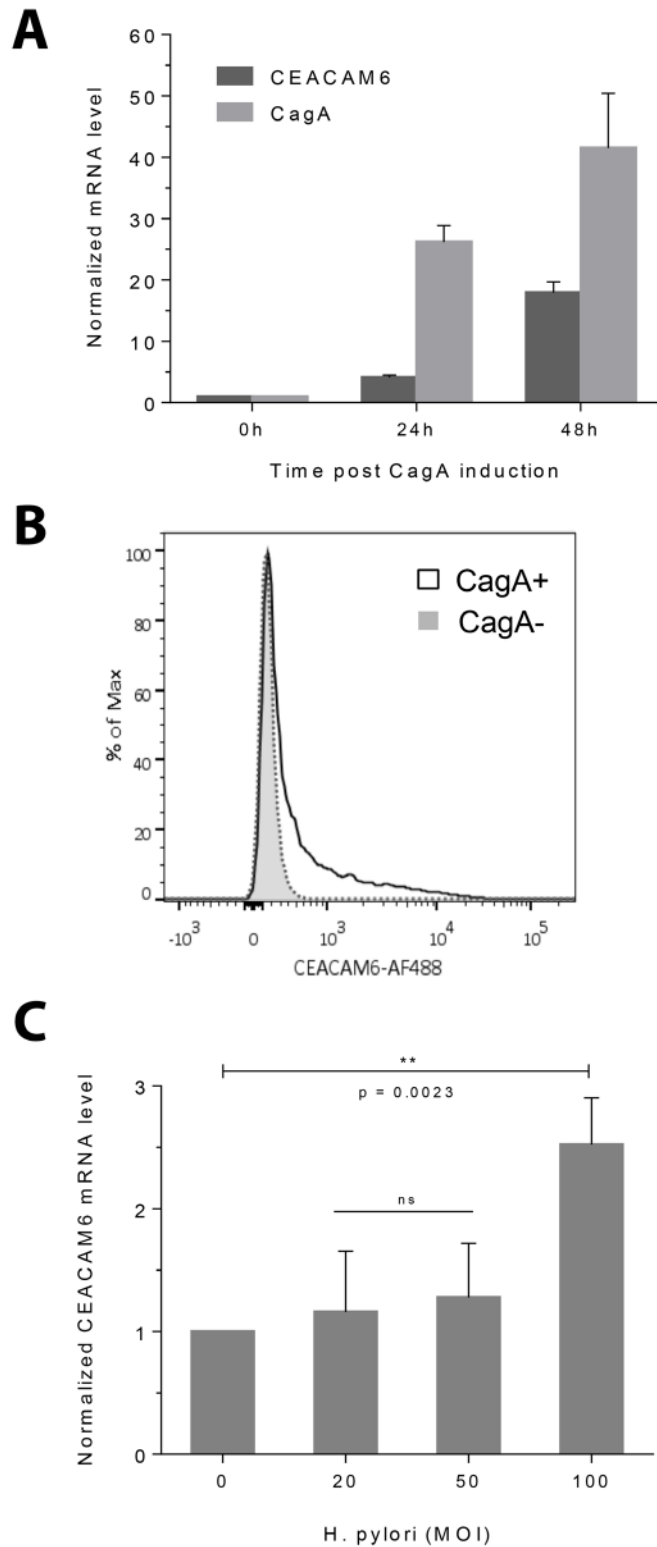 A
60
50
40
30
20
10
0
Normalized mRNA level
CEACAM6
CagA
0h
24h
48h
Time post CagA induction
B
100
80
60
40
20
0
% of Max
CagA+
CagA-
-10³
0
10³
10⁴
10⁵
CEACAM6-AF488
C
**
p = 0.0023
ns
3
2
1
0
Normalized CEACAM6 mRNA level
0
20
50
100
H. pylori (MOI)